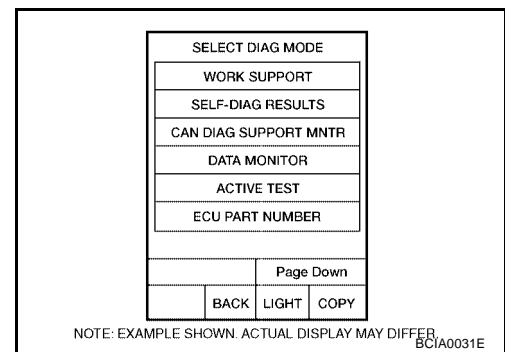 SELECT DIAG MODE
WORK SUPPORT
SELF-DIAG RESULTS
CAN DIAG SUPPORT MNTR
DATA MONITOR
ACTIVE TEST
ECU PART NUMBER
Page Down
BACK LIGHT COPY
NOTE: EXAMPLE SHOWN. ACTUAL DISPLAY MAY DIFFER.
BCIA0031E